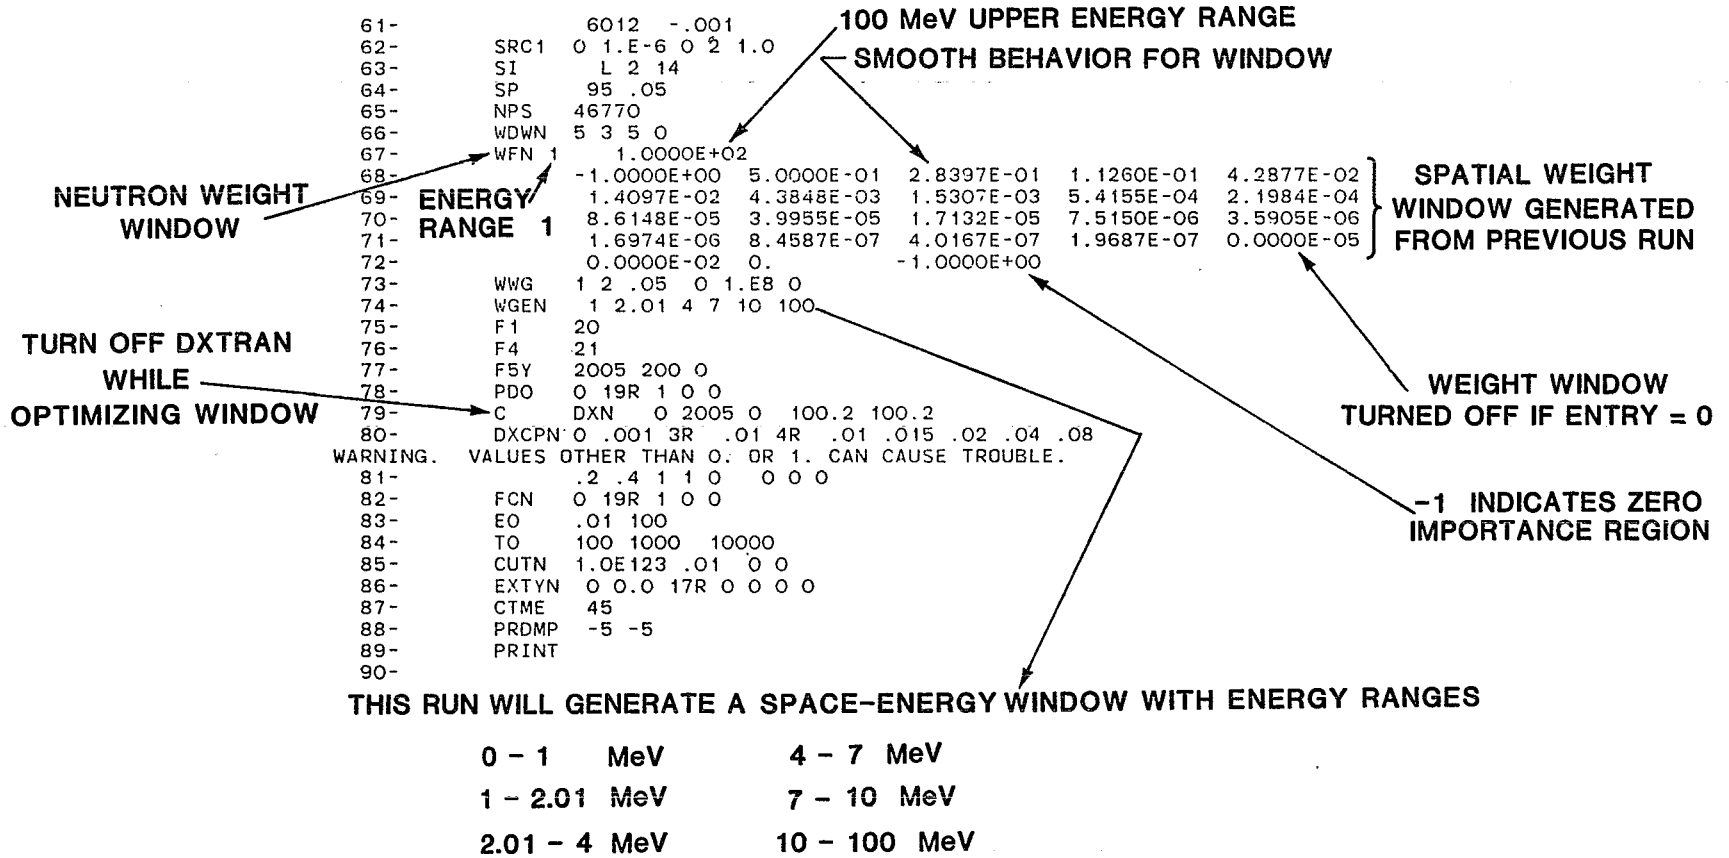 100 MeV UPPER ENERGY RANGE
SMOOTH BEHAVIOR FOR WINDOW
61- 6012 -.001
62- SRC1 0 1.E-6 0 2 1.0
63- SI L 2 14
64- SP 95 .05
65- NPS 46770
66- WDWN 5 3 5 0
67- WFN 1 1.0000E+02
68- -1.0000E+00 5.0000E-01 2.8397E-01 1.1260E-01 4.2877E-02
69- 1.4097E-02 4.3848E-03 1.5307E-03 5.4155E-04 2.1984E-04
70- 8.6148E-05 3.9955E-05 1.7132E-05 7.5150E-06 3.5905E-06
71- 1.6974E-06 8.4587E-07 4.0167E-07 1.9687E-07 0.0000E-05
72- 0.0000E-02 0. -1.0000E+00
73- WWG 1 2 .05 0 1.E8 0
74- WGEN 1 2.01 4 7 10 100
75- F1 20
76- F4 21
77- F5Y 2005 200 0
78- PDO 0 19R 1 0 0
79- C DXN 0 2005 0 100.2 100.2
80- DXCPN 0 .001 3R .01 4R .01 .015 .02 .04 .08
WARNING. VALUES OTHER THAN 0. OR 1. CAN CAUSE TROUBLE.
81- .2 .4 1 1 0 0 0 0
82- FCN 0 19R 1 0 0
83- EO .01 100
84- TO 100 1000 10000
85- CUTN 1.0E123 .01 0 0
86- EXTYN 0 0.0 17R 0 0 0 0
87- CTME 45
88- PRDMP -5 -5
89- PRINT
90-
NEUTRON WEIGHT
WINDOW
ENERGY
RANGE 1
SPATIAL WEIGHT
WINDOW GENERATED
FROM PREVIOUS RUN
TURN OFF DXTRAN
WHILE
OPTIMIZING WINDOW
WEIGHT WINDOW
TURNED OFF IF ENTRY = 0
-1 INDICATES ZERO
IMPORTANCE REGION
THIS RUN WILL GENERATE A SPACE-ENERGY WINDOW WITH ENERGY RANGES
0 - 1 MeV 4 - 7 MeV
1 - 2.01 MeV 7 - 10 MeV
2.01 - 4 MeV 10 - 100 MeV